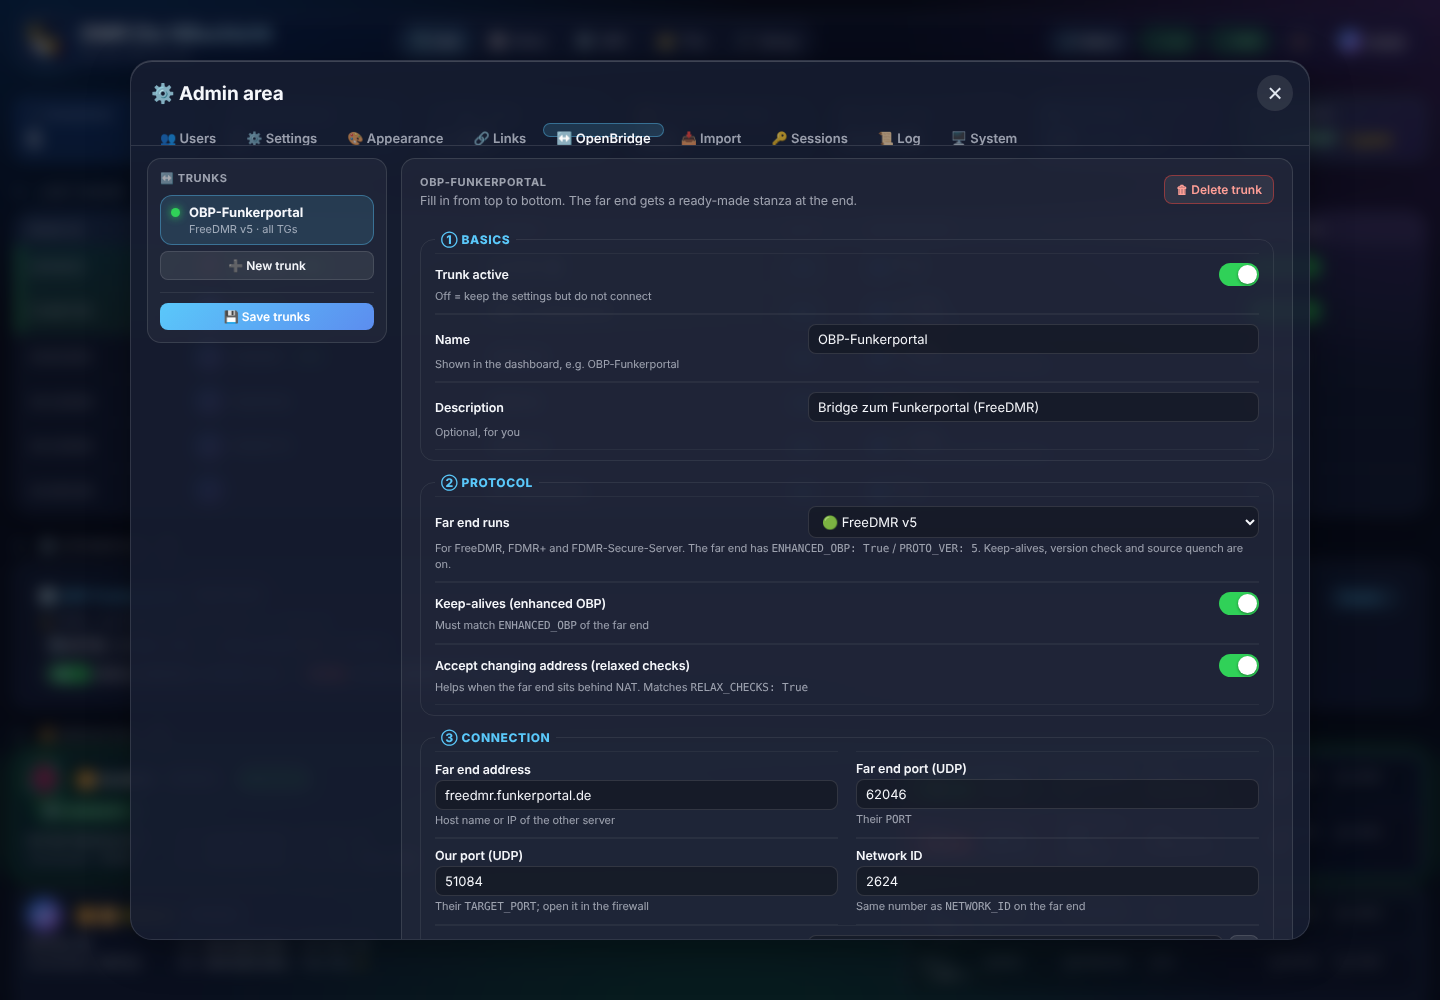 Admin area
Users
Settings
Appearance
Links
OpenBridge
Import
Sessions
Log
System
TRUNKS
OBP-Funkerportal
FreeDMR v5 · all TGs
New trunk
Save trunks
OBP-FUNKERPORTAL
Fill in from top to bottom. The far end gets a ready-made stanza at the end.
Delete trunk
① BASICS
Trunk active
Off = keep the settings but do not connect
Name
OBP-Funkerportal
Shown in the dashboard, e.g. OBP-Funkerportal
Description
Bridge zum Funkerportal (FreeDMR)
Optional, for you
② PROTOCOL
Far end runs
FreeDMR v5
For FreeDMR, FDMR+ and FDMR-Secure-Server. The far end has ENHANCED_OBP: True / PROTO_VER: 5. Keep-alives, version check and source quench are
on.
Keep-alives (enhanced OBP)
Must match ENHANCED_OBP of the far end
Accept changing address (relaxed checks)
Helps when the far end sits behind NAT. Matches RELAX_CHECKS: True
③ CONNECTION
Far end address
freedmr.funkerportal.de
Host name or IP of the other server
Far end port (UDP)
62046
Their PORT
Our port (UDP)
51084
Their TARGET_PORT; open it in the firewall
Network ID
2624
Same number as NETWORK_ID on the far end